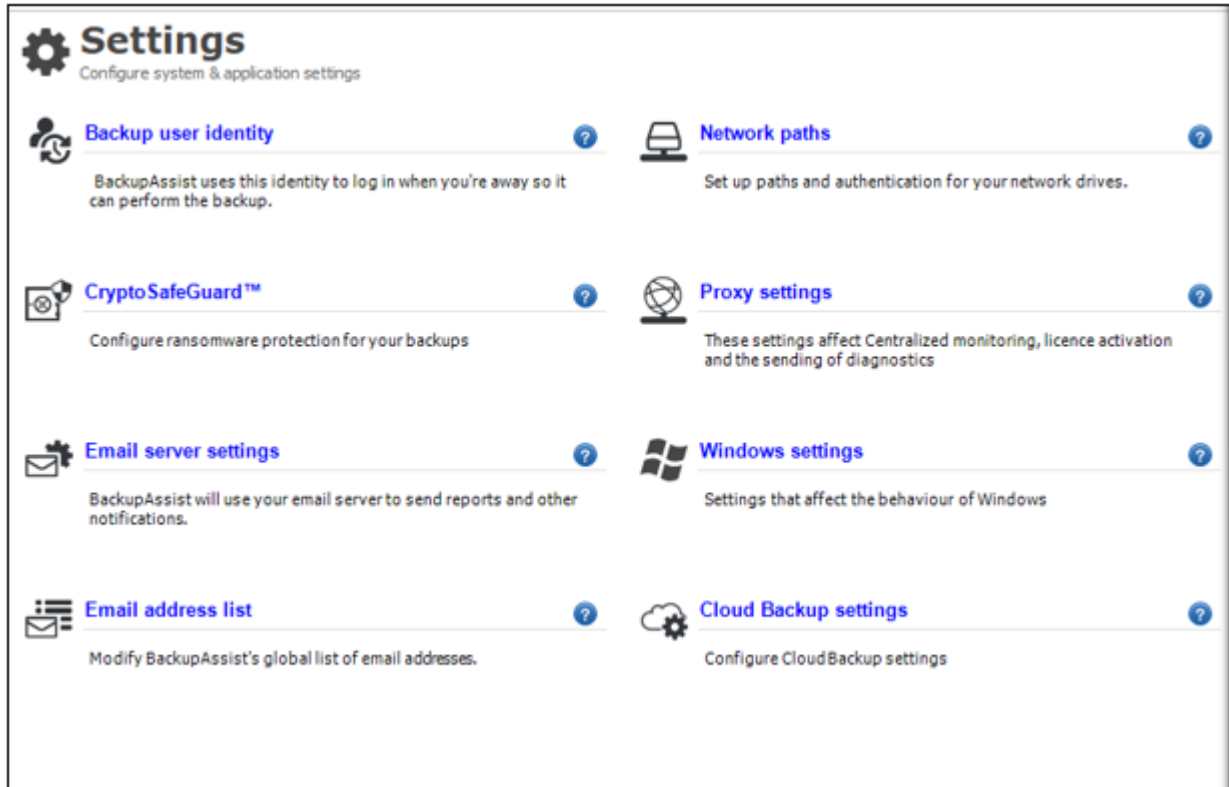 Settings
Configure system & application settings
Backup user identity
?
BackupAssist uses this identity to log in when you're away so it
can perform the backup.
Network paths
?
Set up paths and authentication for your network drives.
CryptoSafeGuard™
?
Configure ransomware protection for your backups
Proxy settings
?
These settings affect Centralized monitoring, licence activation
and the sending of diagnostics
Email server settings
?
BackupAssist will use your email server to send reports and other
notifications.
Windows settings
?
Settings that affect the behaviour of Windows
Email address list
?
Modify BackupAssist's global list of email addresses.
Cloud Backup settings
?
Configure Cloud Backup settings